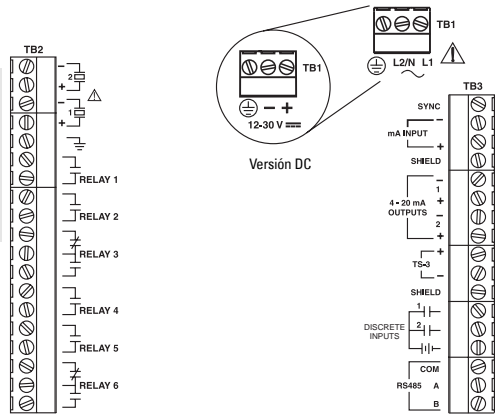 TB2
−
2
+
−
1
+
RELAY 1
RELAY 2
RELAY 3
RELAY 4
RELAY 5
RELAY 6
TB1
− +
12-30 V
Versión DC
TB1
L2/N L1
TB3
SYNC
−
mA INPUT
+
SHIELD
−
1
+
4 - 20 mA
OUTPUTS
−
2
+
+
TS-3
−
SHIELD
1
2
DISCRETE
INPUTS
COM
RS485 A
B